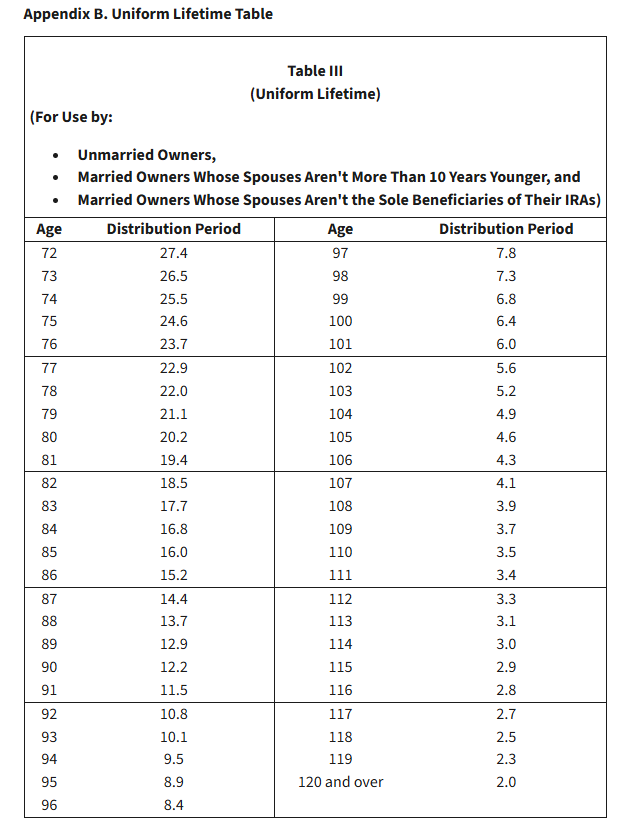 Appendix B. Uniform Lifetime Table
Table III
(Uniform Lifetime)
(For Use by:
• Unmarried Owners,
• Married Owners Whose Spouses Aren't More Than 10 Years Younger, and
• Married Owners Whose Spouses Aren't the Sole Beneficiaries of Their IRAs)
Age Distribution Period Age Distribution Period
72 27.4 97 7.8
73 26.5 98 7.3
74 25.5 99 6.8
75 24.6 100 6.4
76 23.7 101 6.0
77 22.9 102 5.6
78 22.0 103 5.2
79 21.1 104 4.9
80 20.2 105 4.6
81 19.4 106 4.3
82 18.5 107 4.1
83 17.7 108 3.9
84 16.8 109 3.7
85 16.0 110 3.5
86 15.2 111 3.4
87 14.4 112 3.3
88 13.7 113 3.1
89 12.9 114 3.0
90 12.2 115 2.9
91 11.5 116 2.8
92 10.8 117 2.7
93 10.1 118 2.5
94 9.5 119 2.3
95 8.9 120 and over 2.0
96 8.4